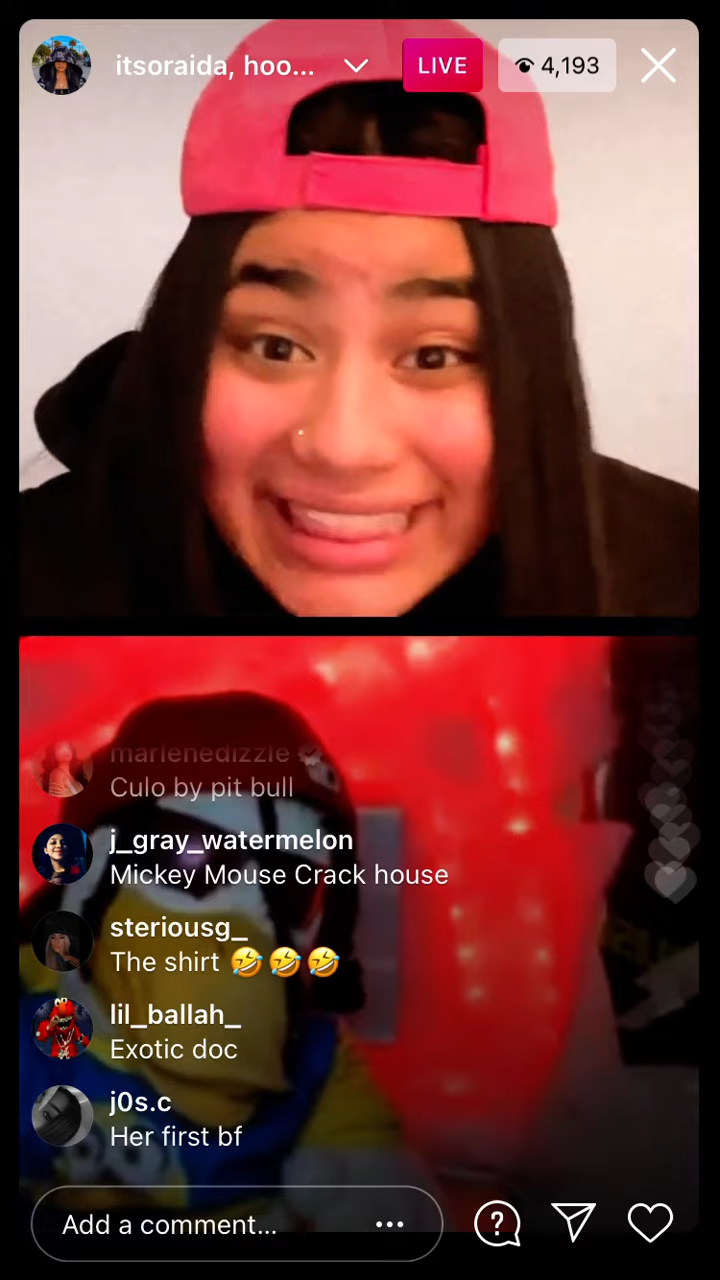 itsoraida, hoo...
LIVE
4,193
marlenedizzle
Culo by pit bull
j_gray_watermelon
Mickey Mouse Crack house
steriousg_
The shirt 🤣🤣🤣
lil_ballah_
Exotic doc
j0s.c
Her first bf
Add a comment...